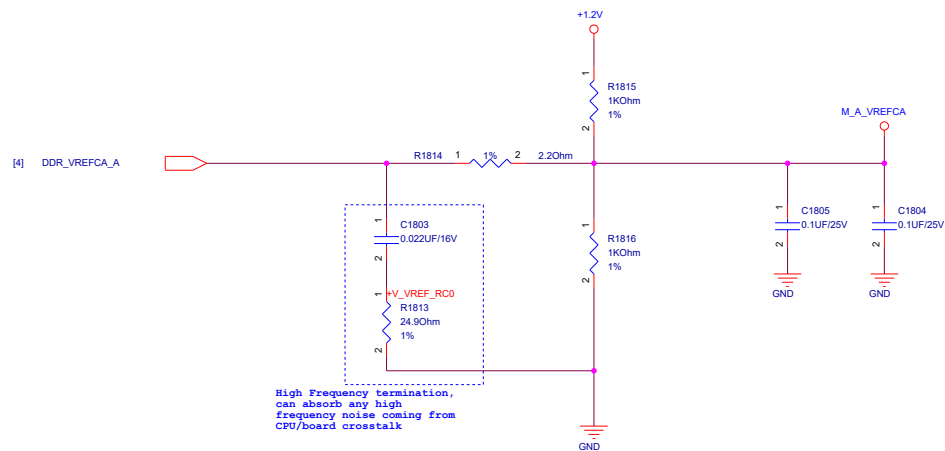 +1.2V
1
R1815
1KOhm
1%
2
M_A_VREFCA
[4] DDR_VREFCA_A
R1814 1 1% 2 2.2Ohm
1
C1803
0.022UF/16V
2
1
R1816
1KOhm
1%
2
1
C1805
0.1UF/25V
2
GND
1
C1804
0.1UF/25V
2
GND
1
+V_VREF_RC0
R1813
24.9Ohm
1%
2
High Frequency termination,
can absorb any high
frequency noise coming from
CPU/board crosstalk
GND